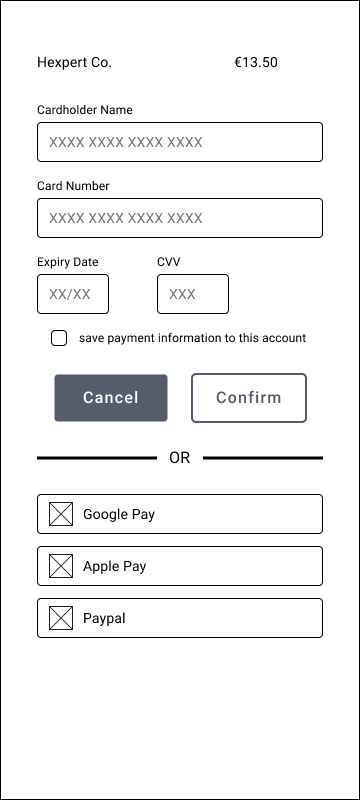 Hexpert Co. €13.50
Cardholder Name
XXXX XXXX XXXX XXXX
Card Number
XXXX XXXX XXXX XXXX
Expiry Date CVV
XX/XX XXX
save payment information to this account
Cancel Confirm
OR
Google Pay
Apple Pay
Paypal